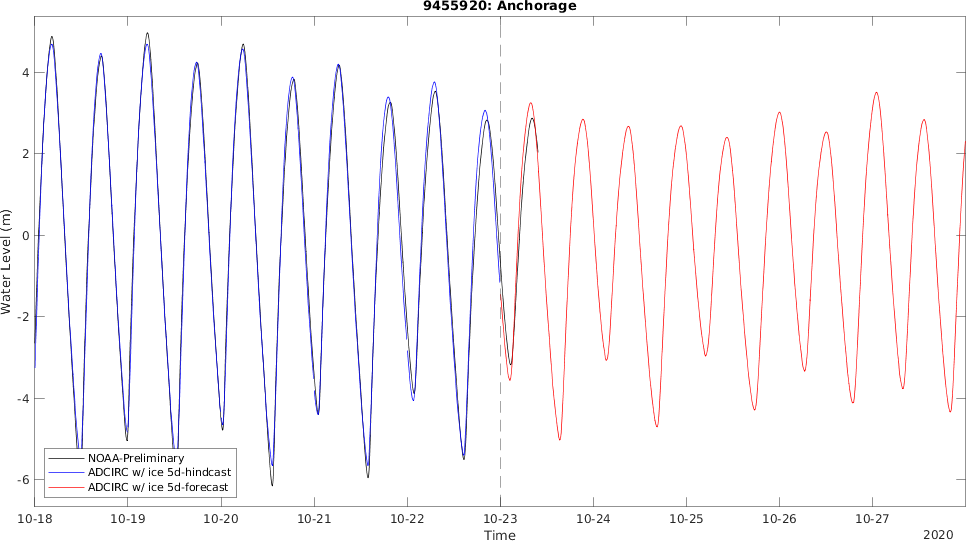 9455920: Anchorage
Water Level (m)
4
2
0
-2
-4
-6
NOAA-Preliminary
ADCIRC w/ ice 5d-hindcast
ADCIRC w/ ice 5d-forecast
10-18 10-19 10-20 10-21 10-22 10-23 10-24 10-25 10-26 10-27
Time
2020